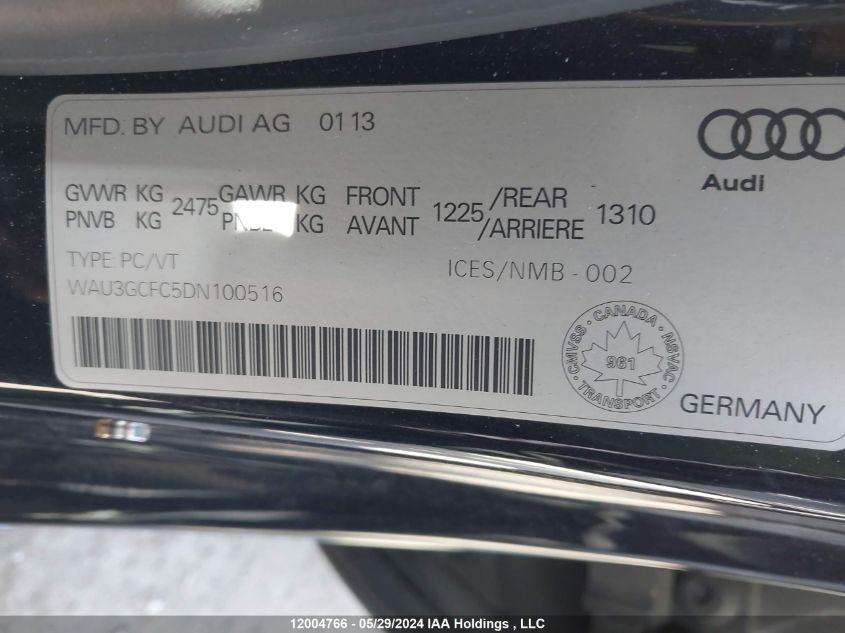 MFD. BY AUDI AG 01 13
Audi
GVWR KG 2475 GAWR KG FRONT 1225 /REAR 1310
PNVB KG KG AVANT /ARRIERE
TYPE: PC/VT ICES/NMB - 002
WAU3GCFC5DN100516
CMVSS · CANADA · NSVAC · TRANSPORT ·
961
GERMANY
12004766 - 05/29/2024 IAA Holdings , LLC